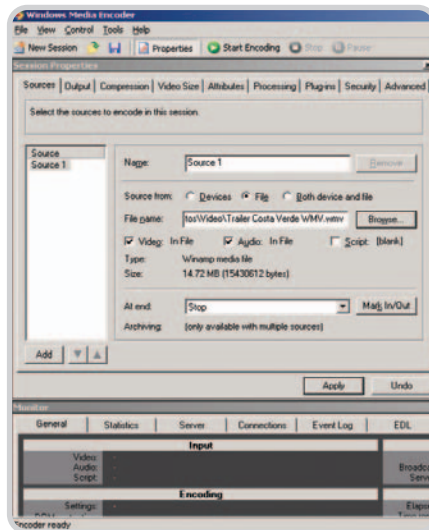 Windows Media Encoder
File View Control Tools Help
New Session Properties Start Encoding Stop Pause
Session Properties
Sources Output Compression Video Size Attributes Processing Plug-ins Security Advanced
Select the sources to encode in this session.
Source
Source 1
Name: Source 1 Remove
Source from: Devices File Both device and file
File name: tos\Video\Trailer Costa Verde WMV.wmv Browse...
Video: In File Audio: In File Script: (blank)
Type: Winamp media file
Size: 14.72 MB (15430612 bytes)
At end: Stop Mark In/Out
Archiving: (only available with multiple sources)
Add
Apply Undo
Monitor
General Statistics Server Connections Event Log EDL
Input
Video: -
Audio: -
Script: -
Encoding
Settings: -
Encoder ready